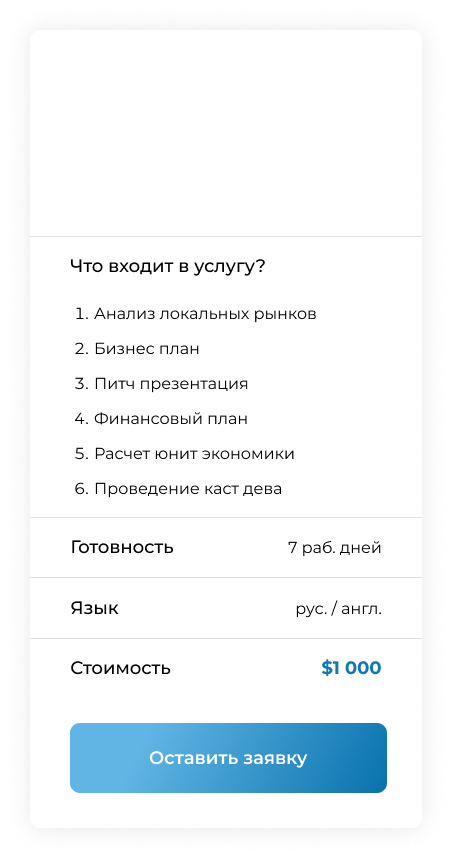 Что входит в услугу?
1. Анализ локальных рынков
2. Бизнес план
3. Питч презентация
4. Финансовый план
5. Расчет юнит экономики
6. Проведение каст дева
Готовность 7 раб. дней
Язык рус. / англ.
Стоимость $1 000
Оставить заявку